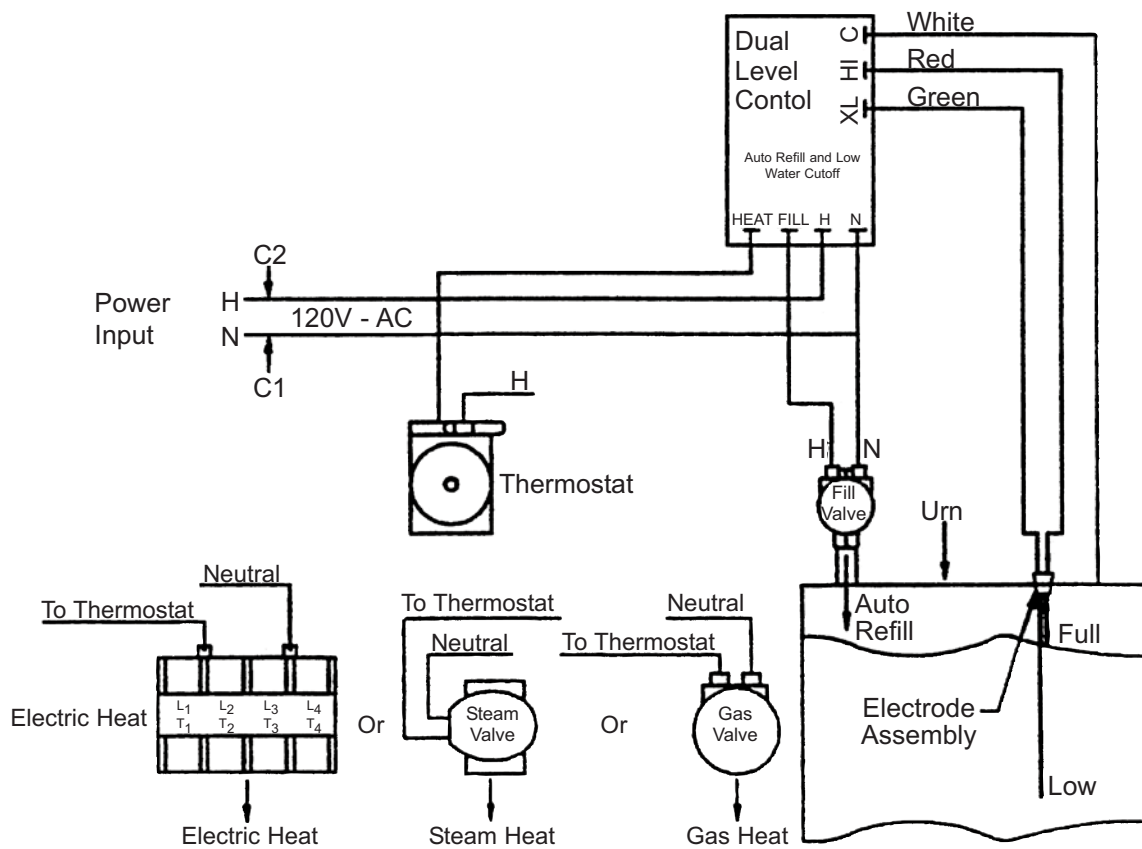 Dual
Level
Contol
C
HI
XL
White
Red
Green
Auto Refill and Low
Water Cutoff
HEAT FILL H N
C2
Power
Input
H
120V - AC
N
C1
H
Thermostat
H N
Fill
Valve
Urn
Auto
Refill
Full
Electrode
Assembly
Low
Neutral
To Thermostat
Electric Heat
L1 L2 L3 L4
T1 T2 T3 T4
Electric Heat
Or
To Thermostat
Neutral
Steam
Valve
Steam Heat
Or
Neutral
To Thermostat
Gas
Valve
Gas Heat